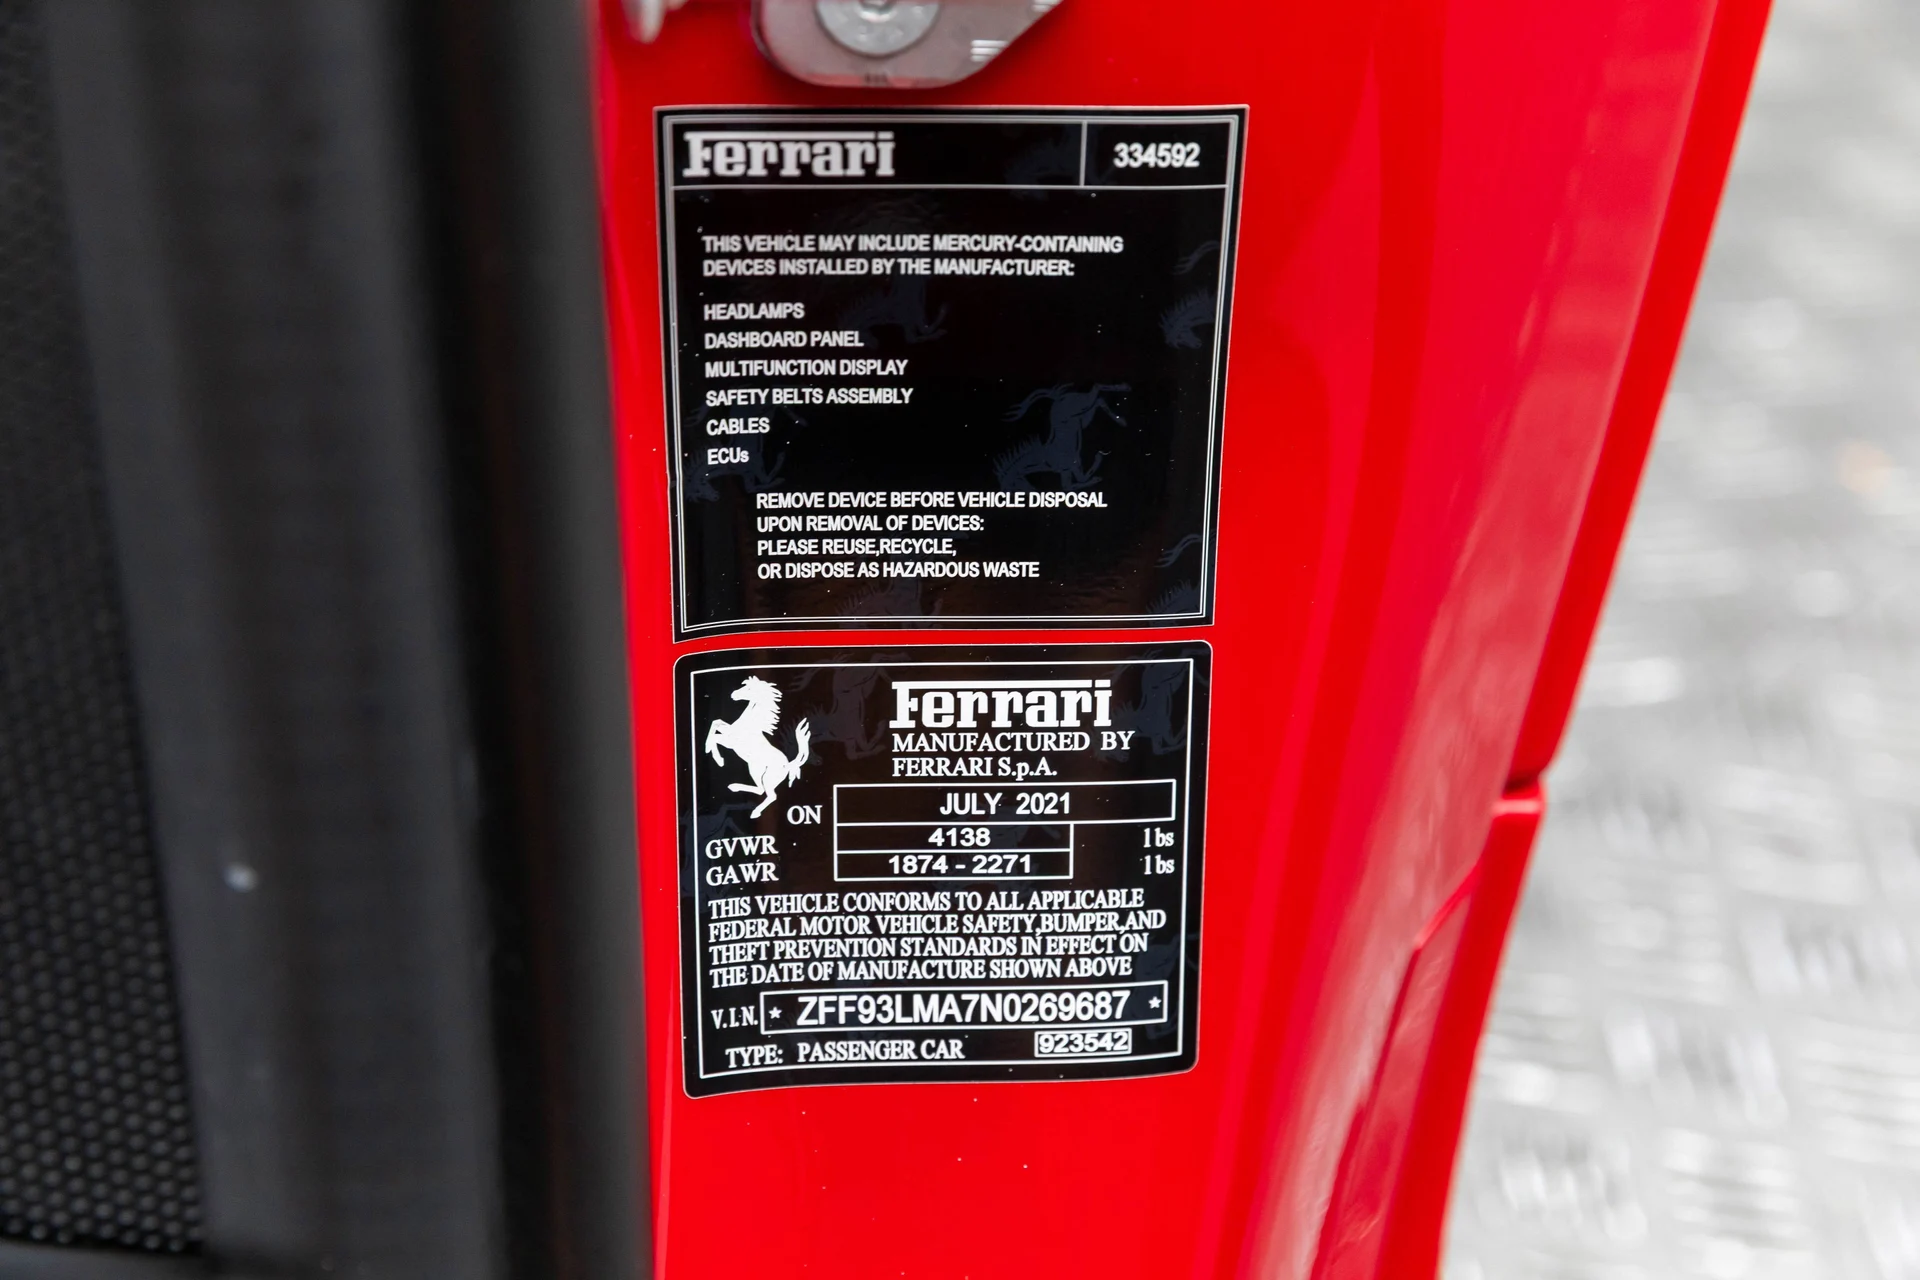 Ferrari 334592
THIS VEHICLE MAY INCLUDE MERCURY-CONTAINING
DEVICES INSTALLED BY THE MANUFACTURER:
HEADLAMPS
DASHBOARD PANEL
MULTIFUNCTION DISPLAY
SAFETY BELTS ASSEMBLY
CABLES
ECUs
REMOVE DEVICE BEFORE VEHICLE DISPOSAL
UPON REMOVAL OF DEVICES:
PLEASE REUSE,RECYCLE,
OR DISPOSE AS HAZARDOUS WASTE
Ferrari
MANUFACTURED BY
FERRARI S.p.A.
ON JULY 2021
GVWR 4138 lbs
GAWR 1874 - 2271 lbs
THIS VEHICLE CONFORMS TO ALL APPLICABLE
FEDERAL MOTOR VEHICLE SAFETY,BUMPER,AND
THEFT PREVENTION STANDARDS IN EFFECT ON
THE DATE OF MANUFACTURE SHOWN ABOVE
V.I.N. * ZFF93LMA7N0269687 *
TYPE: PASSENGER CAR 923542